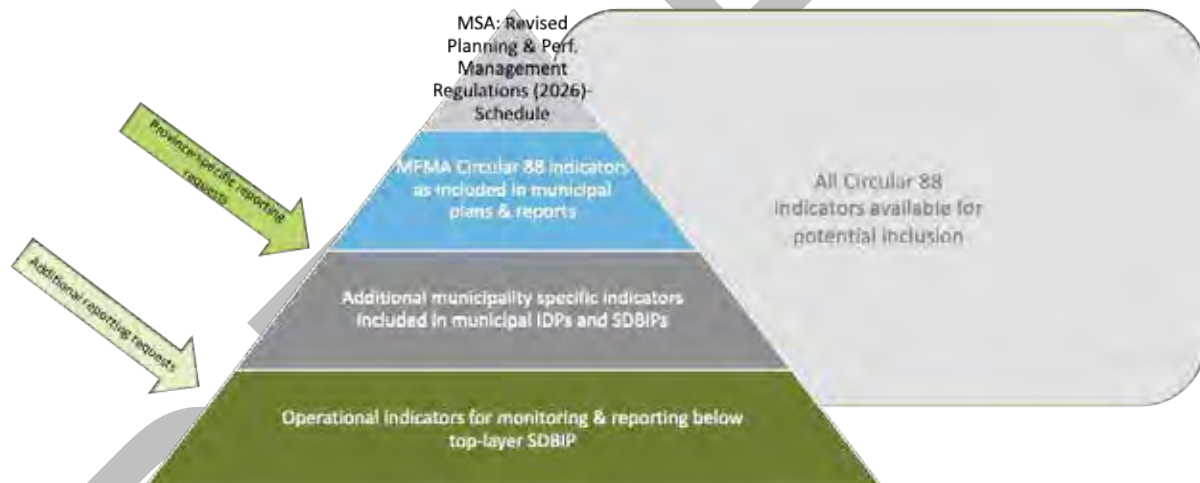 MSA: Revised
Planning & Perf.
Management
Regulations (2026)-
Schedule
Province specific reporting
requests
MFMA Circular 88 indicators
as included in municipal
plans & reports
All Circular 88
indicators available for
potential inclusion
Additional reporting requests
Additional municipality specific indicators
included in municipal IDPs and SDBIPs
Operational indicators for monitoring & reporting below
top-layer SDBIP